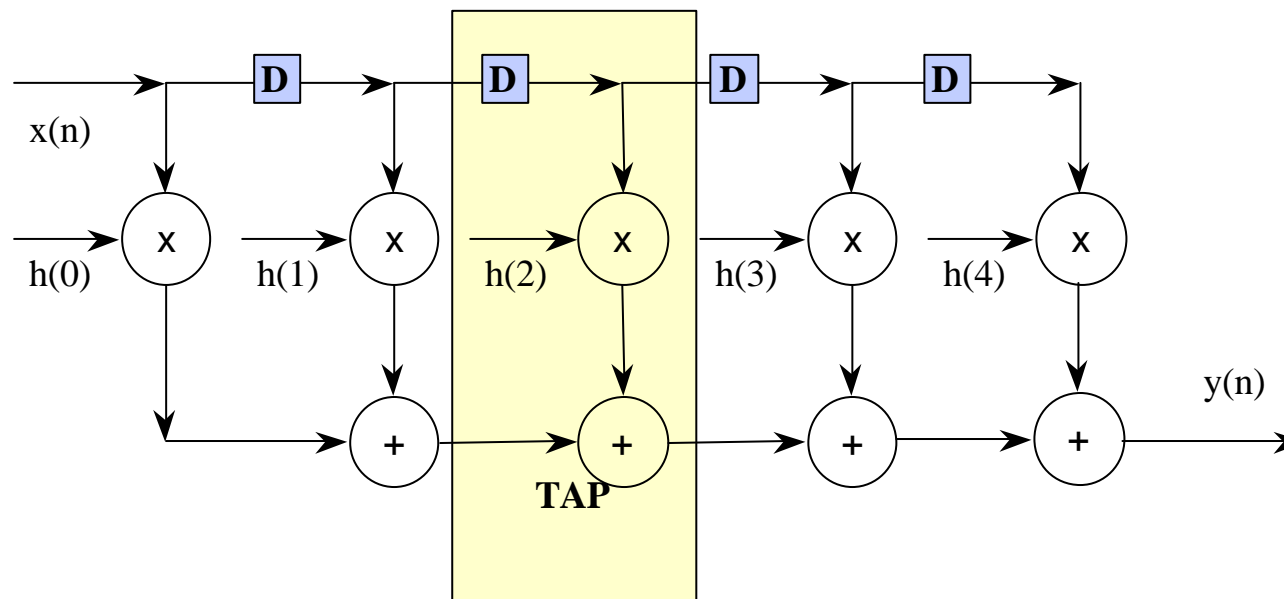 D D D D
x(n)
x x x x x
h(0) h(1) h(2) h(3) h(4)
y(n)
+ + + +
TAP